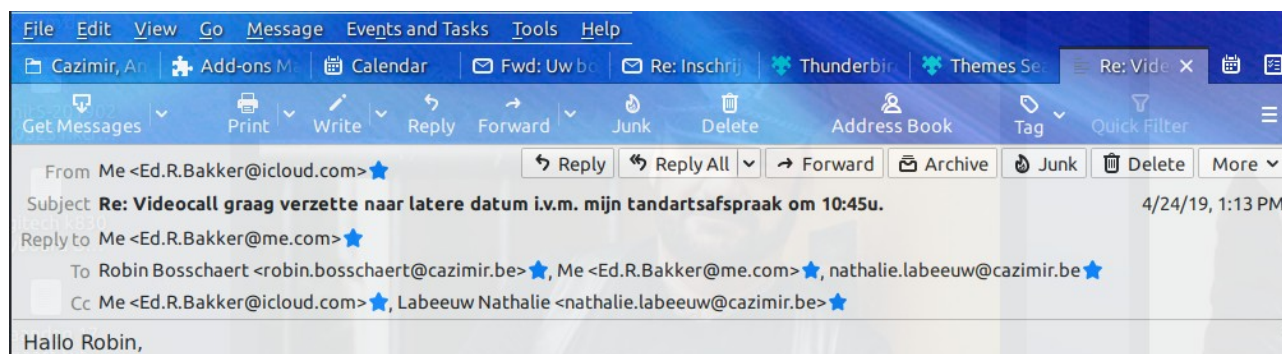 File Edit View Go Message Events and Tasks Tools Help
Cazimir, An Add-ons M Calendar Fwd: Uw bo Re: Inschrij Thunderbir Themes Sea Re: Vide
Get Messages Print Write Reply Forward Junk Delete Address Book Tag Quick Filter
From Me <Ed.R.Bakker@icloud.com> Reply Reply All Forward Archive Junk Delete More
Subject Re: Videocall graag verzette naar latere datum i.v.m. mijn tandartsafspraak om 10:45u. 4/24/19, 1:13 PM
Reply to Me <Ed.R.Bakker@me.com>
To Robin Bosschaert <robin.bosschaert@cazimir.be>, Me <Ed.R.Bakker@me.com>, nathalie.labeeuw@cazimir.be
Cc Me <Ed.R.Bakker@icloud.com>, Labeeuw Nathalie <nathalie.labeeuw@cazimir.be>
Hallo Robin,